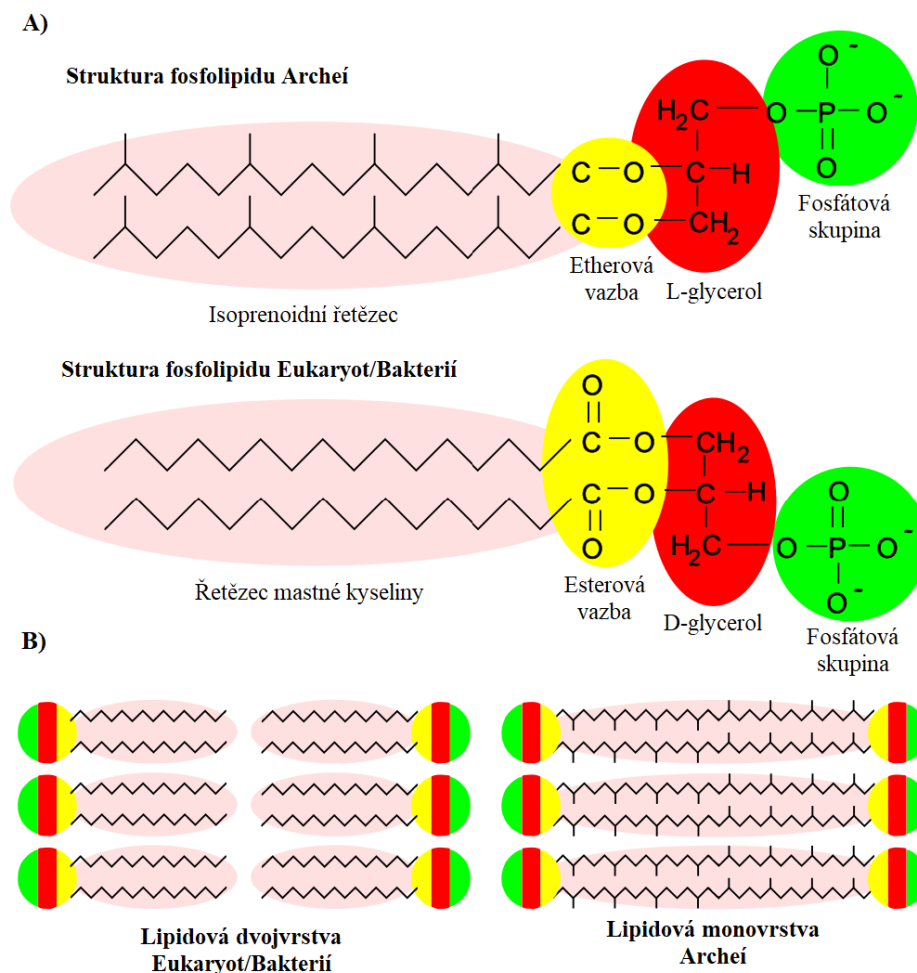 A)
Struktura fosfolipidu Archeí
O-
H2C
O
P
O-
O
C
O
C
H
C
O
CH2
Fosfátová
skupina
Etherová
vazba
L-glycerol
Isoprenoidní řetězec
Struktura fosfolipidu Eukaryot/Bakterií
O
C
O
CH2
C
O
C
H
O
H2C
O
P
O-
O
O-
Řetězec mastné kyseliny
Esterová
vazba
D-glycerol
Fosfátová
skupina
B)
Lipidová dvojvrstva
Eukaryot/Bakterií
Lipidová monovrstva
Archeí